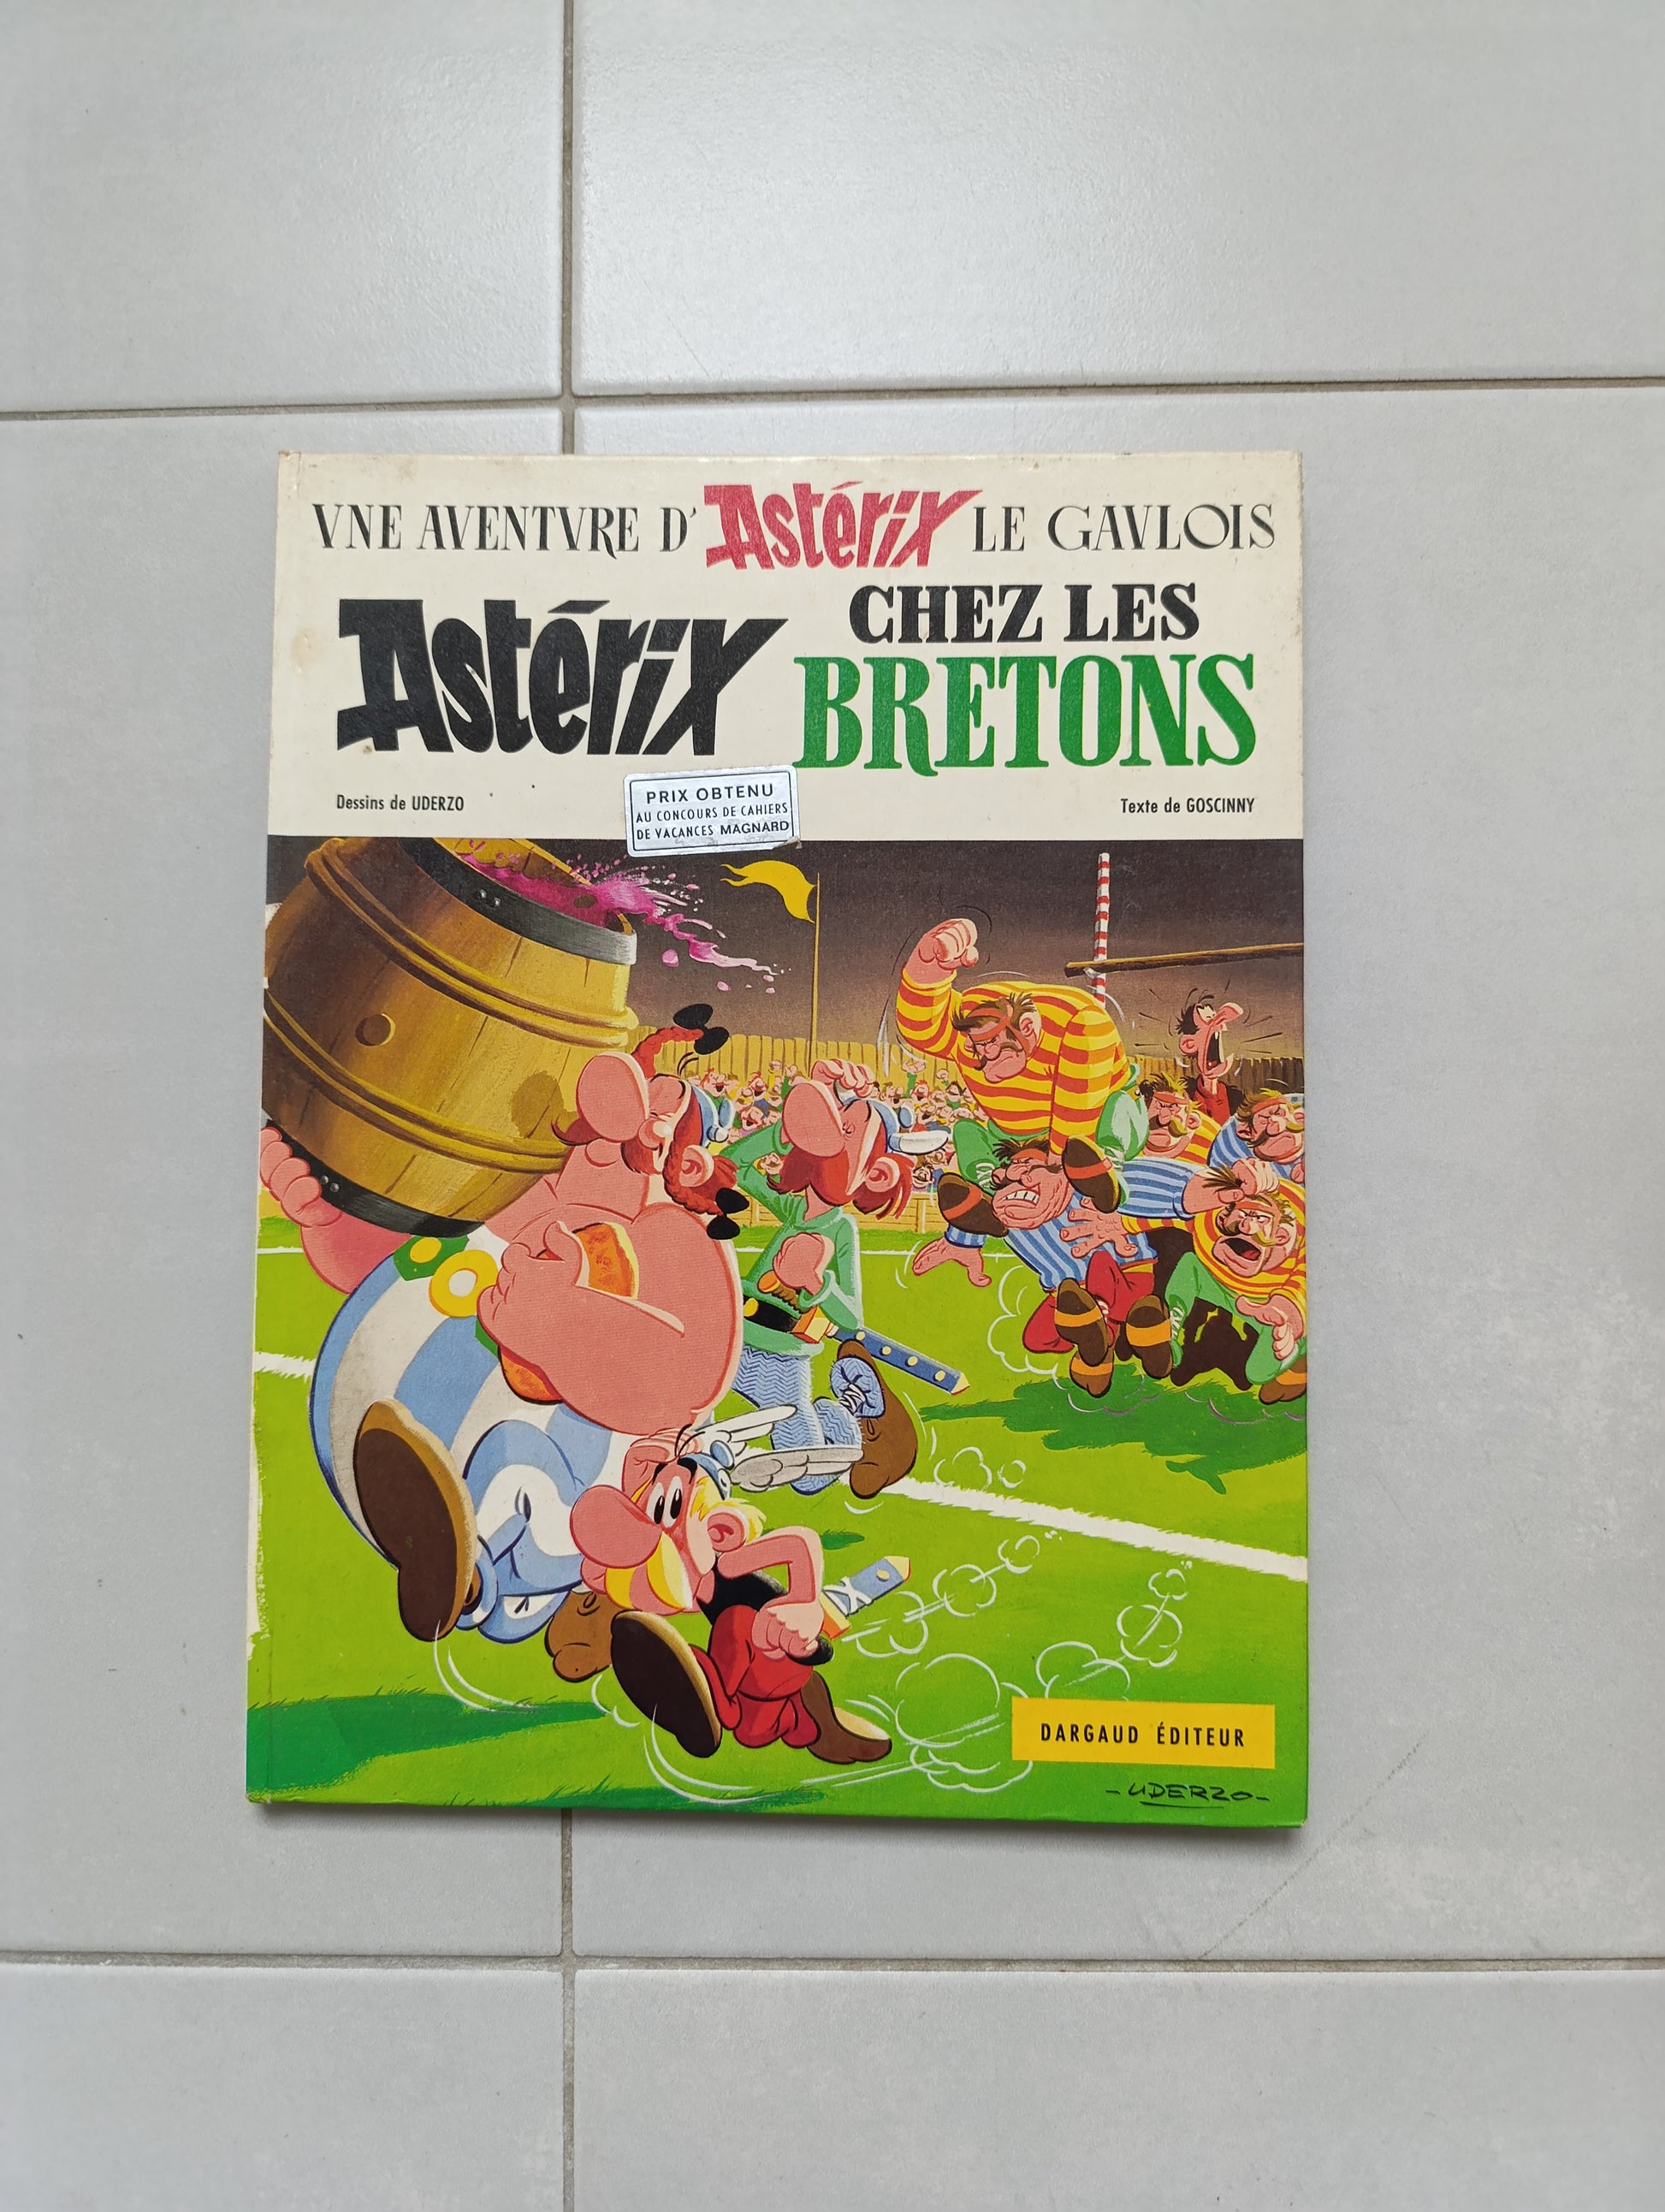 VNE AVENTVRE D' Astérix LE GAVLOIS
Astérix CHEZ LES
BRETONS
Dessins de UDERZO
PRIX OBTENU
AU CONCOURS DE CAHIERS
DE VACANCES MAGNARD
Texte de GOSCINNY
DARGAUD ÉDITEUR
-UDERZO-